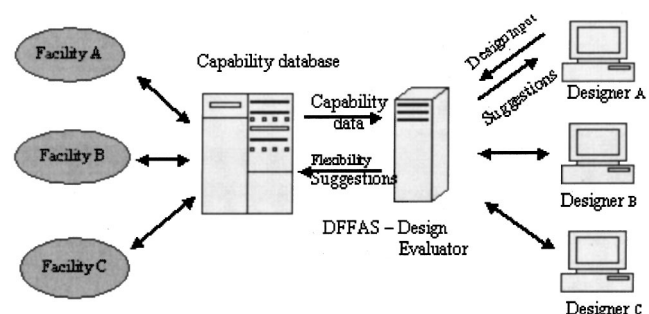 Facility A
Facility B
Facility C
Capability database
Capability
data
Flexibility
Suggestions
DFFAS – Design
Evaluator
Design Input
Suggestions
Designer A
Designer B
Designer C